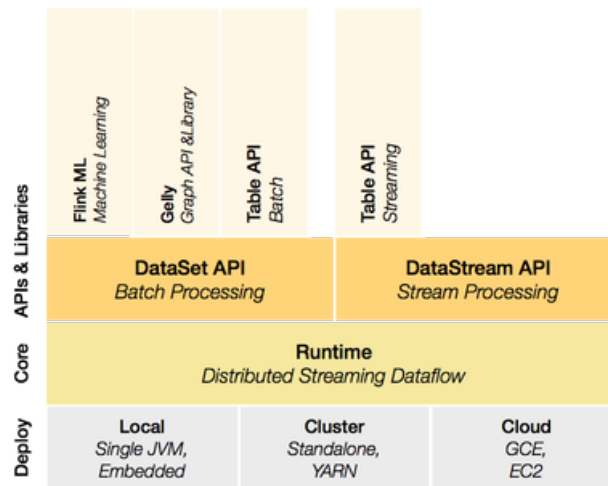 Flink ML
Machine Learning
Gelly
Graph API &Library
Table API
Batch
Table API
Streaming
APIs & Libraries
DataSet API
Batch Processing
DataStream API
Stream Processing
Core
Runtime
Distributed Streaming Dataflow
Deploy
Local
Single JVM,
Embedded
Cluster
Standalone,
YARN
Cloud
GCE,
EC2